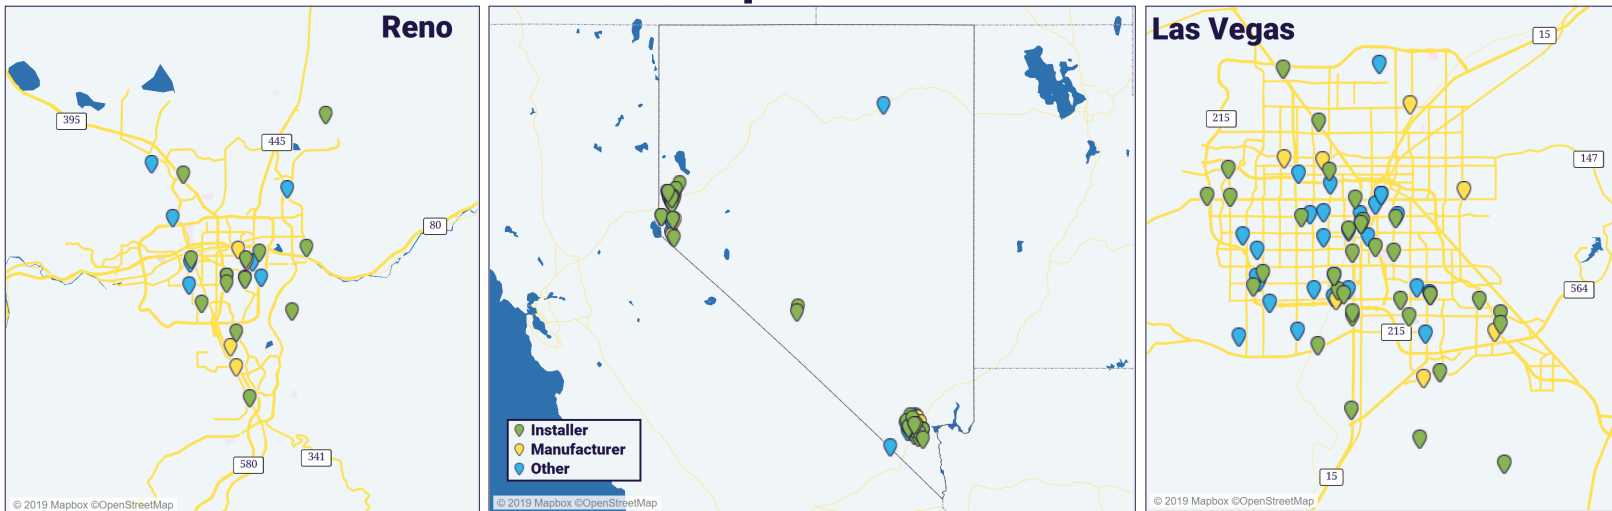 Reno
395
445
80
580
341
© 2019 Mapbox ©OpenStreetMap
Installer
Manufacturer
Other
© 2019 Mapbox ©OpenStreetMap
Las Vegas
15
215
147
564
215
15
© 2019 Mapbox ©OpenStreetMap